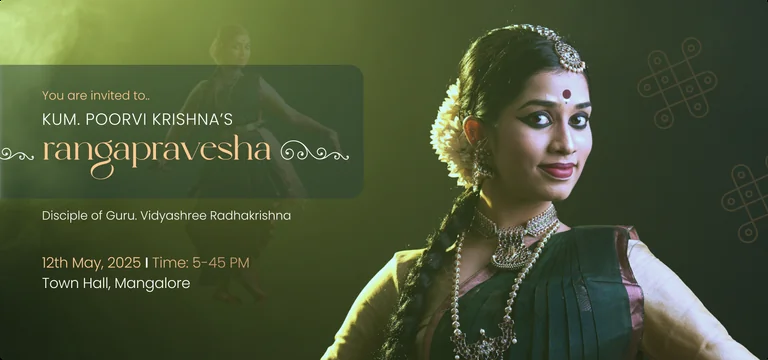 You are invited to..
KUM. POORVI KRISHNA'S
rangapravesha
Disciple of Guru. Vidyashree Radhakrishna
12th May, 2025 I Time: 5-45 PM
Town Hall, Mangalore